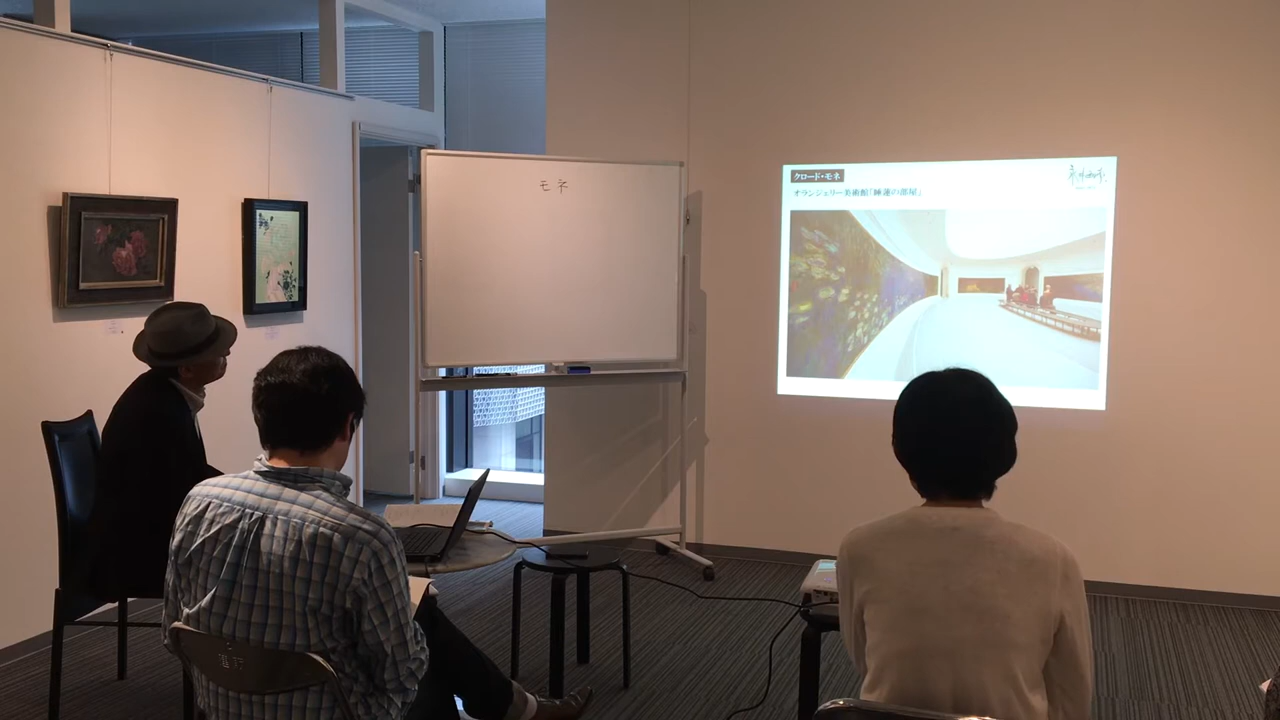 モネ
クロード・モネ
オランジェリー美術館「睡蓮の部屋」